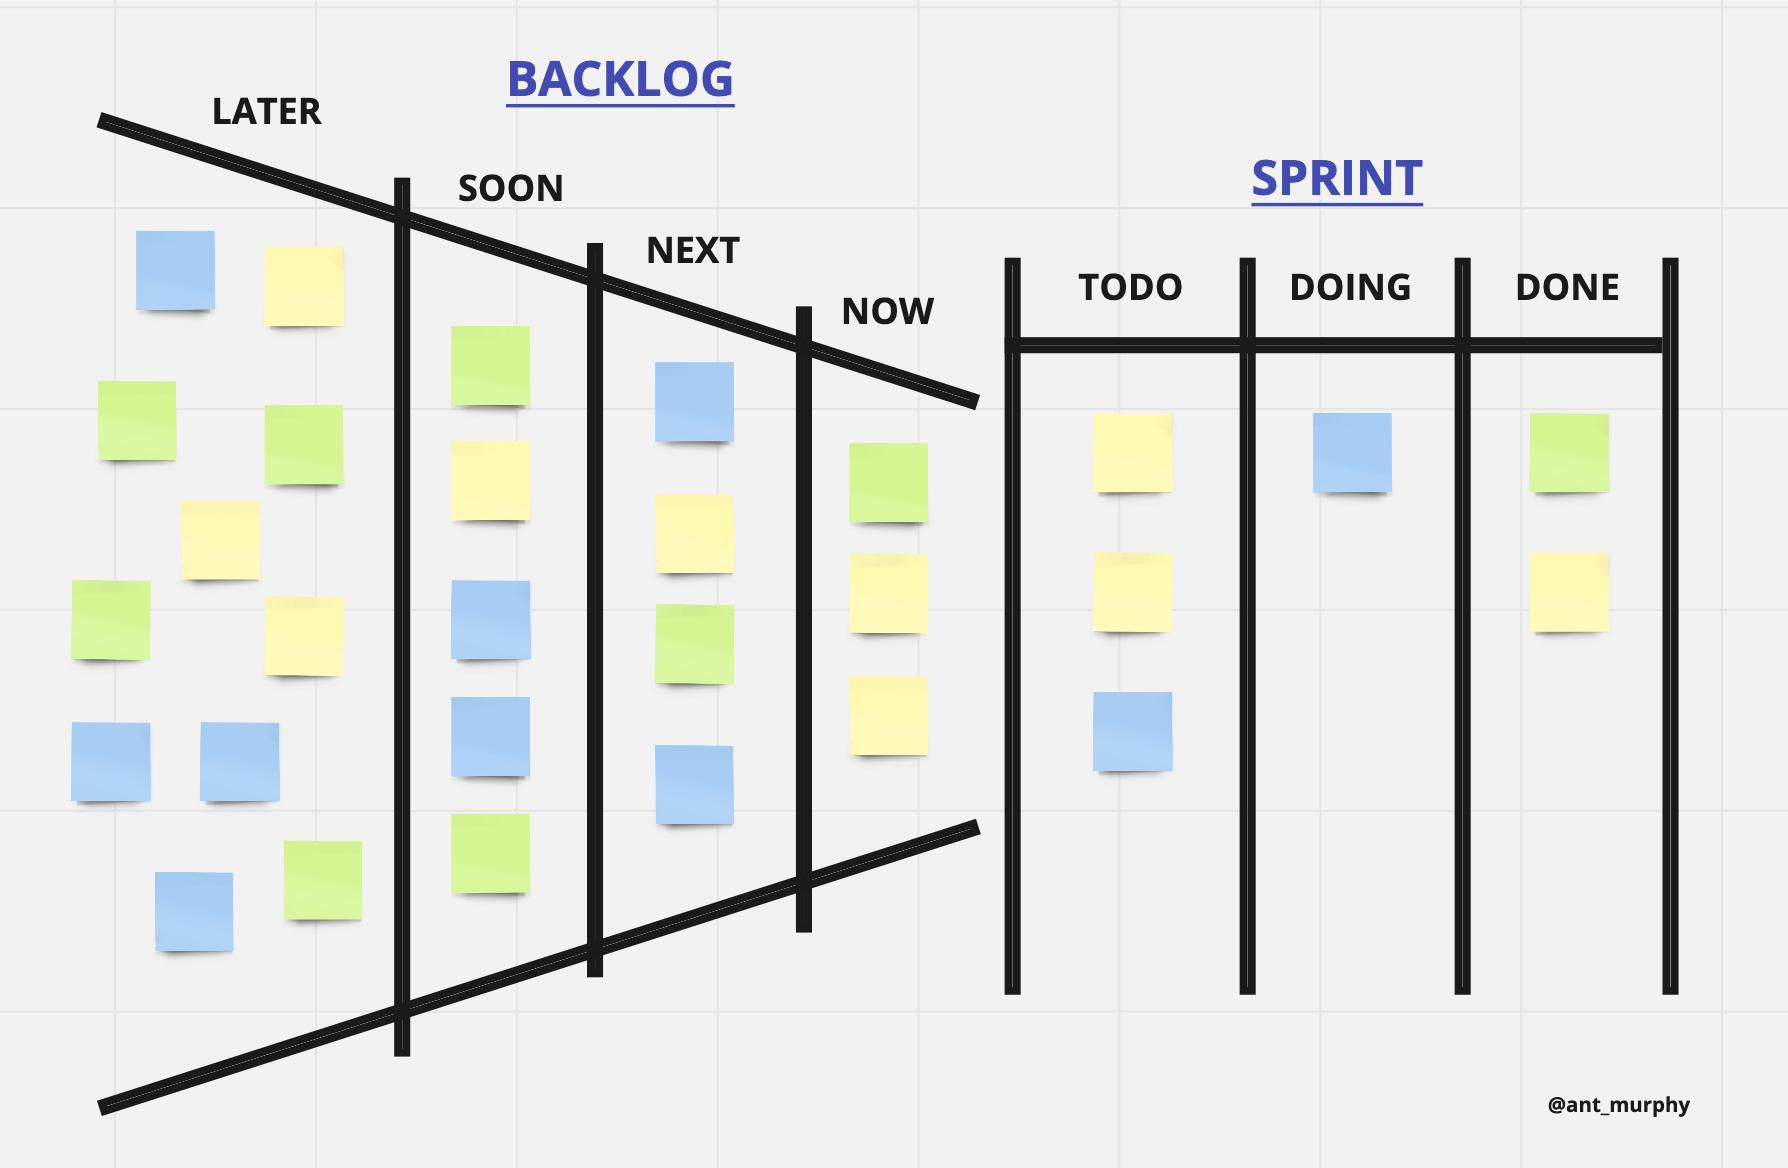 BACKLOG
LATER
SOON
NEXT
NOW
SPRINT
TODO
DOING
DONE
@ant_murphy